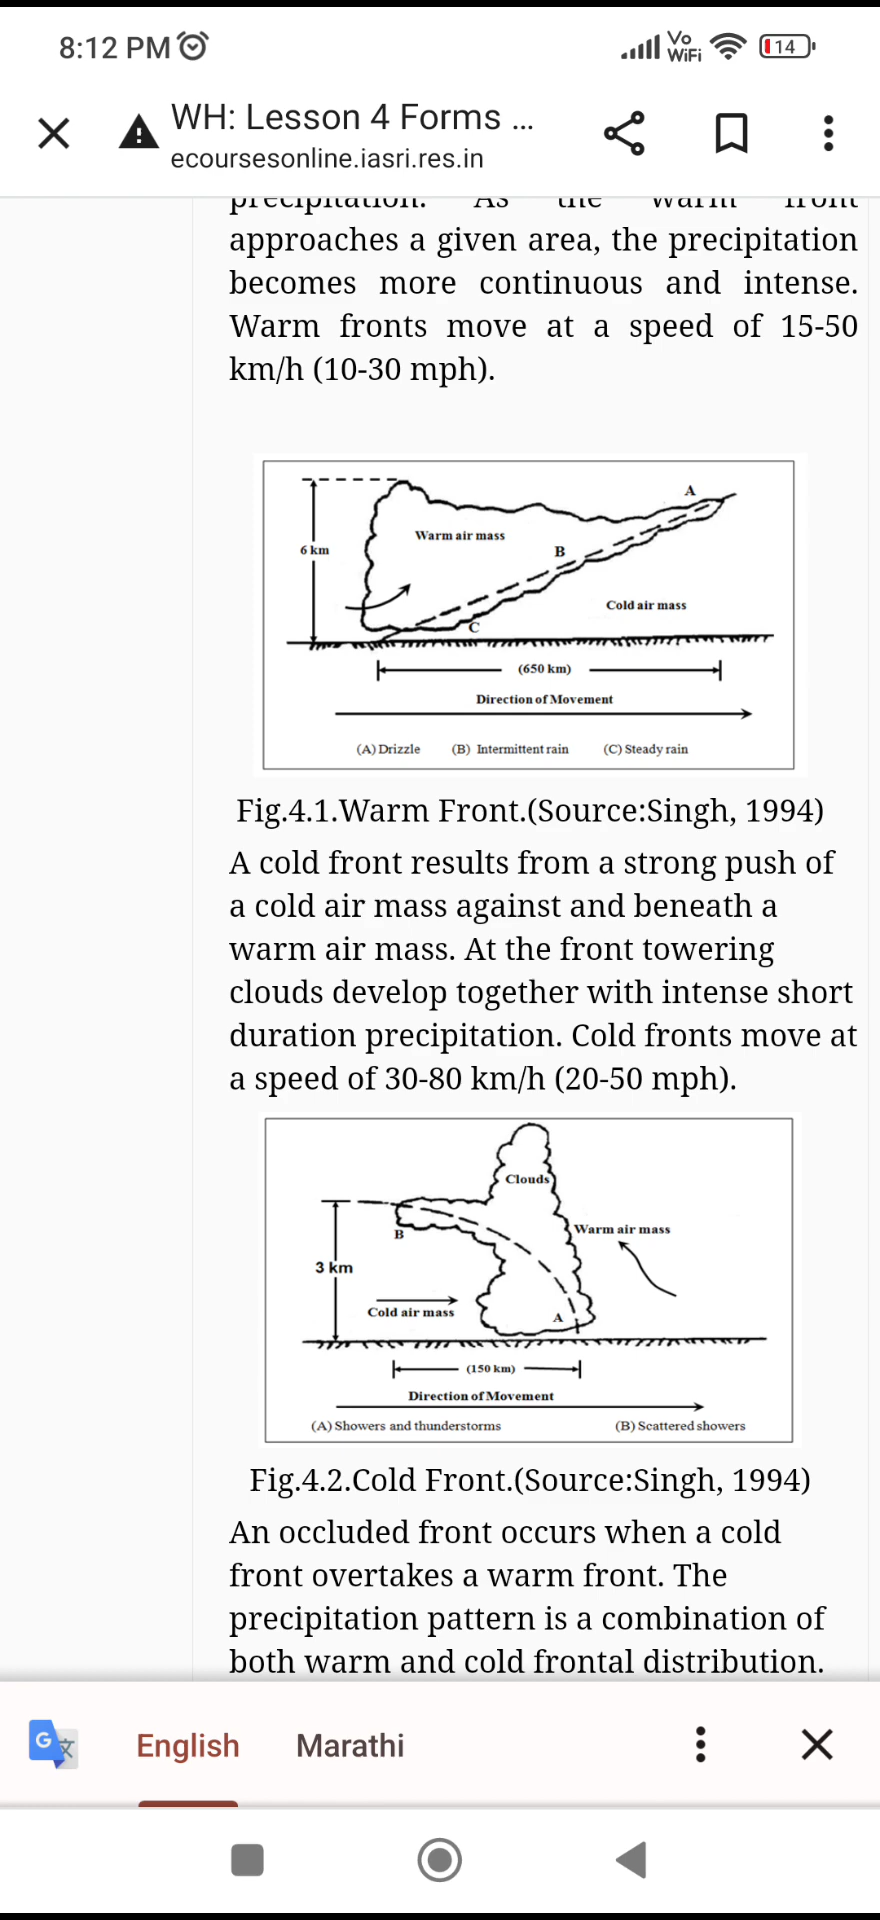 8:12 PM
Vo
WiFi
14
WH: Lesson 4 Forms ...
ecoursesonline.iasri.res.in
precipitation. As the warm front
approaches a given area, the precipitation
becomes more continuous and intense.
Warm fronts move at a speed of 15-50
km/h (10-30 mph).
A
Warm air mass
6 km
B
Cold air mass
C
(650 km)
Direction of Movement
(A) Drizzle (B) Intermittent rain (C) Steady rain
Fig.4.1.Warm Front.(Source:Singh, 1994)
A cold front results from a strong push of
a cold air mass against and beneath a
warm air mass. At the front towering
clouds develop together with intense short
duration precipitation. Cold fronts move at
a speed of 30-80 km/h (20-50 mph).
Clouds
B
Warm air mass
3 km
Cold air mass
A
(150 km)
Direction of Movement
(A) Showers and thunderstorms (B) Scattered showers
Fig.4.2.Cold Front.(Source:Singh, 1994)
An occluded front occurs when a cold
front overtakes a warm front. The
precipitation pattern is a combination of
both warm and cold frontal distribution.
G 文
English Marathi